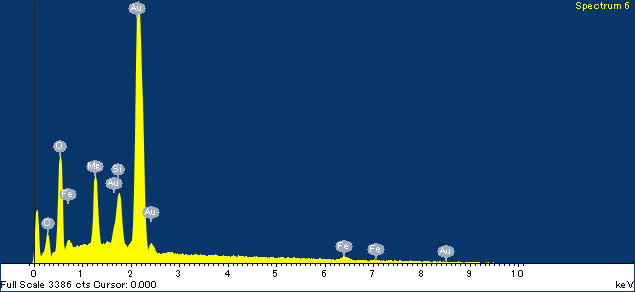 Spectrum 6
Au
O
Mg
Si
Au
Fe
Au
C
Fe
Fe
Au
0 1 2 3 4 5 6 7 8 9 10
Full Scale 3386 cts Cursor: 0.000 keV